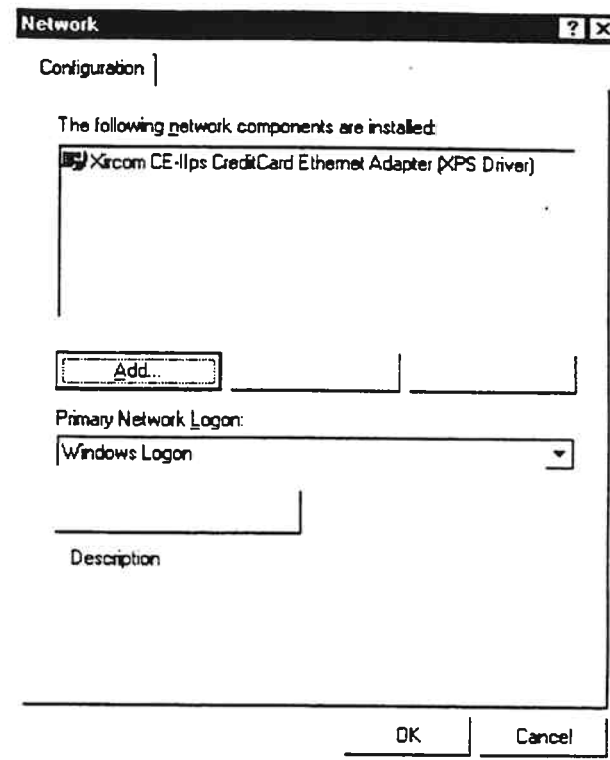 Network
Configuration
The following network components are installed:
Xircom CE-IIps CreditCard Ethernet Adapter (XPS Driver)
Add...
Primary Network Logon:
Windows Logon
Description
OK
Cancel